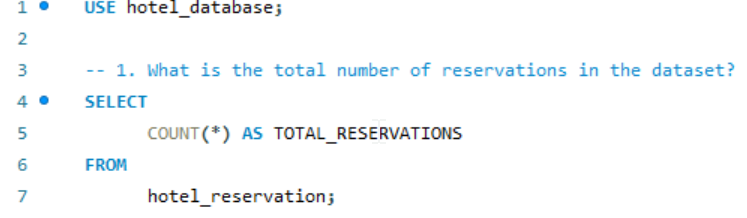 1 USE hotel_database;
2
3 -- 1. What is the total number of reservations in the dataset?
4 SELECT
5 COUNT(*) AS TOTAL_RESERVATIONS
6 FROM
7 hotel_reservation;